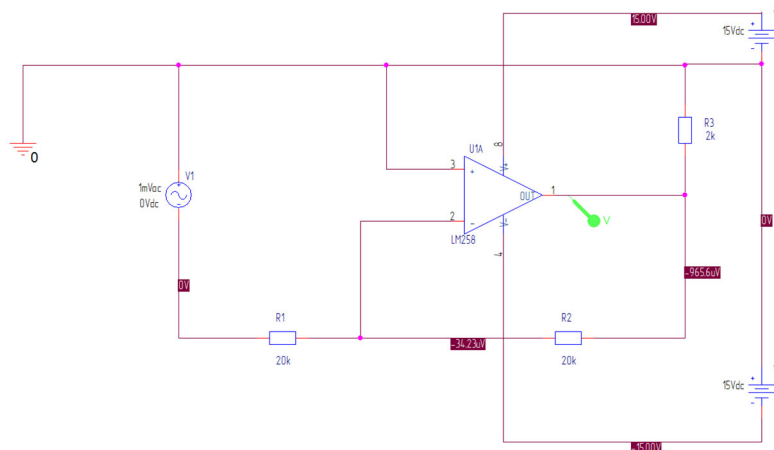 15.00V
15Vdc
+
-
R3
2k
0
U1A
8
V+
3
+
1
OUT
V
2
-
LM258
4
V-
V1
1mVac
0Vdc
+
-
0V
0V
-965.6uV
R1
20k
-34.23uV
R2
20k
15Vdc
+
-
-15.00V